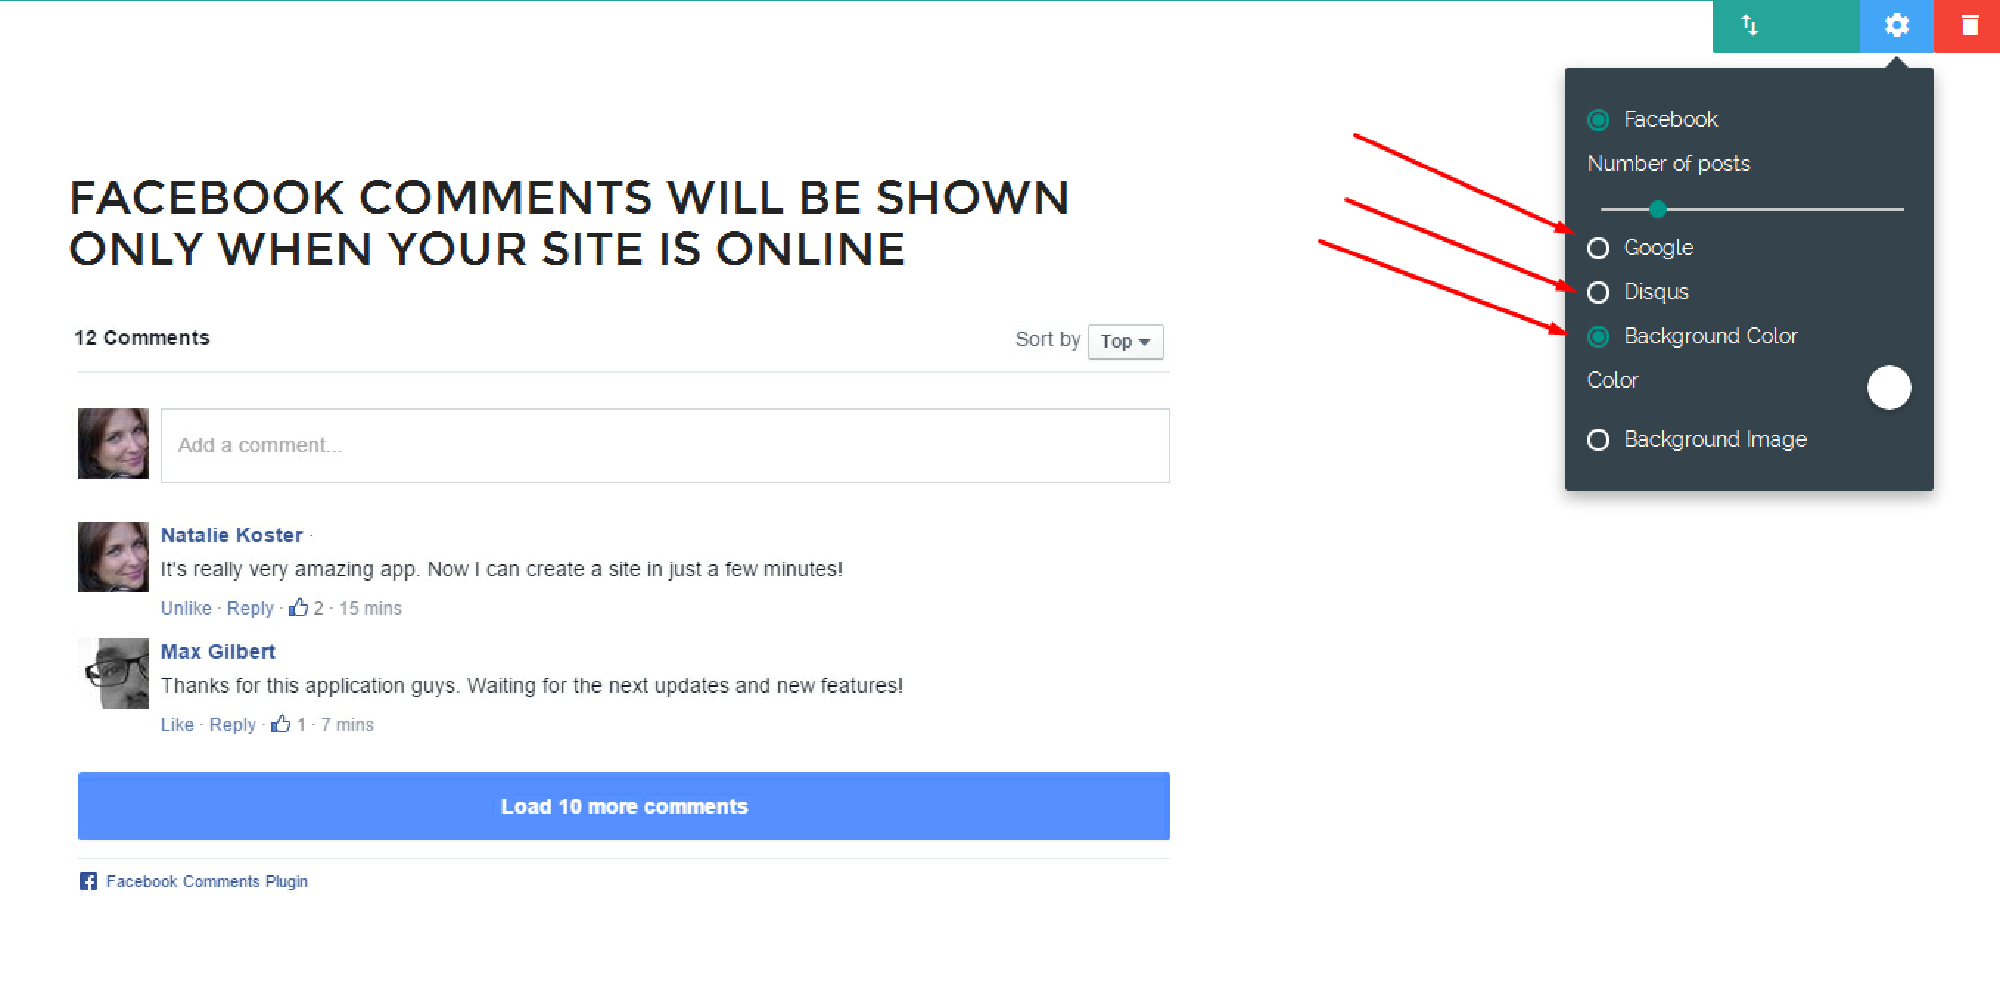 FACEBOOK COMMENTS WILL BE SHOWN
ONLY WHEN YOUR SITE IS ONLINE
12 Comments
Sort by Top
Add a comment...
Natalie Koster ·
It's really very amazing app. Now I can create a site in just a few minutes!
Unlike · Reply · 2 · 15 mins
Max Gilbert
Thanks for this application guys. Waiting for the next updates and new features!
Like · Reply · 1 · 7 mins
Load 10 more comments
Facebook Comments Plugin
Facebook
Number of posts
Google
Disqus
Background Color
Color
Background Image